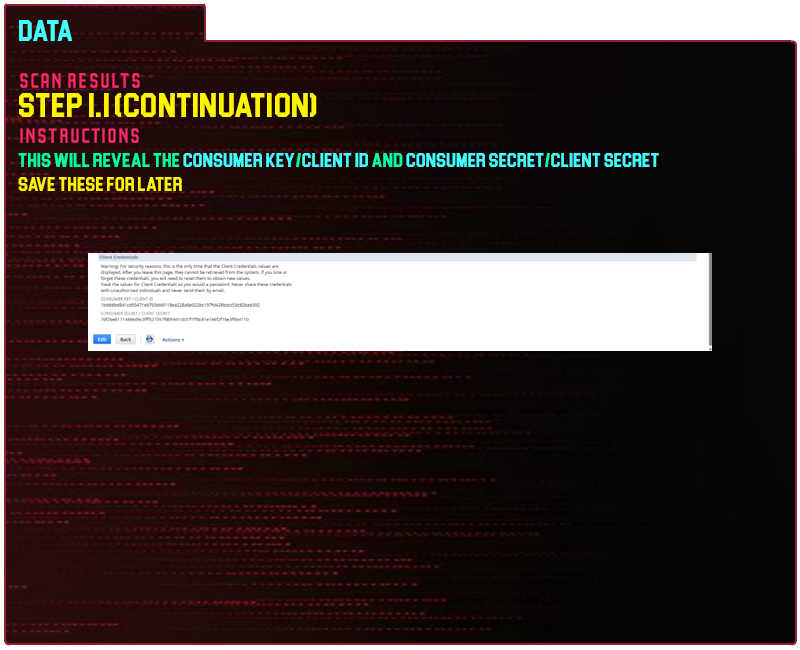 DATA
SCAN RESULTS
STEP 1.1 (CONTINUATION)
INSTRUCTIONS
THIS WILL REVEAL THE CONSUMER KEY/CLIENT ID AND CONSUMER SECRET/CLIENT SECRET
SAVE THESE FOR LATER
Client Credentials
Warning: For security reasons, this is the only time that the Client Credentials values are
displayed. After you leave this page, they cannot be retrieved from the system. If you lose or
forget these credentials, you will need to reset them to obtain new values.
Treat the values for Client Credentials as you would a password. Never share these credentials
with unauthorized individuals and never send them by email.
CONSUMER KEY / CLIENT ID
CONSUMER SECRET / CLIENT SECRET
Edit Back Actions